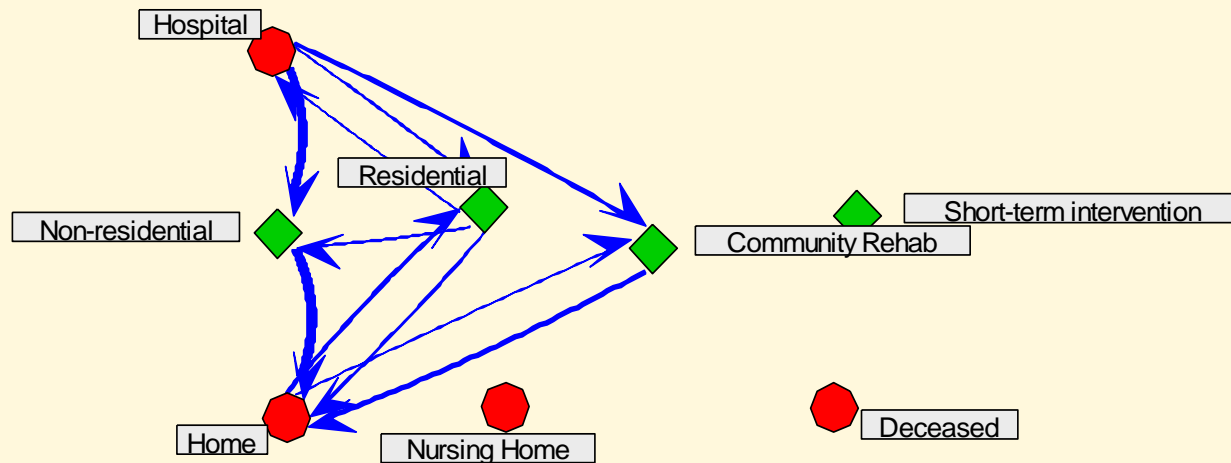 Hospital
Residential
Non-residential
Short-term intervention
Community Rehab
Home
Nursing Home
Deceased